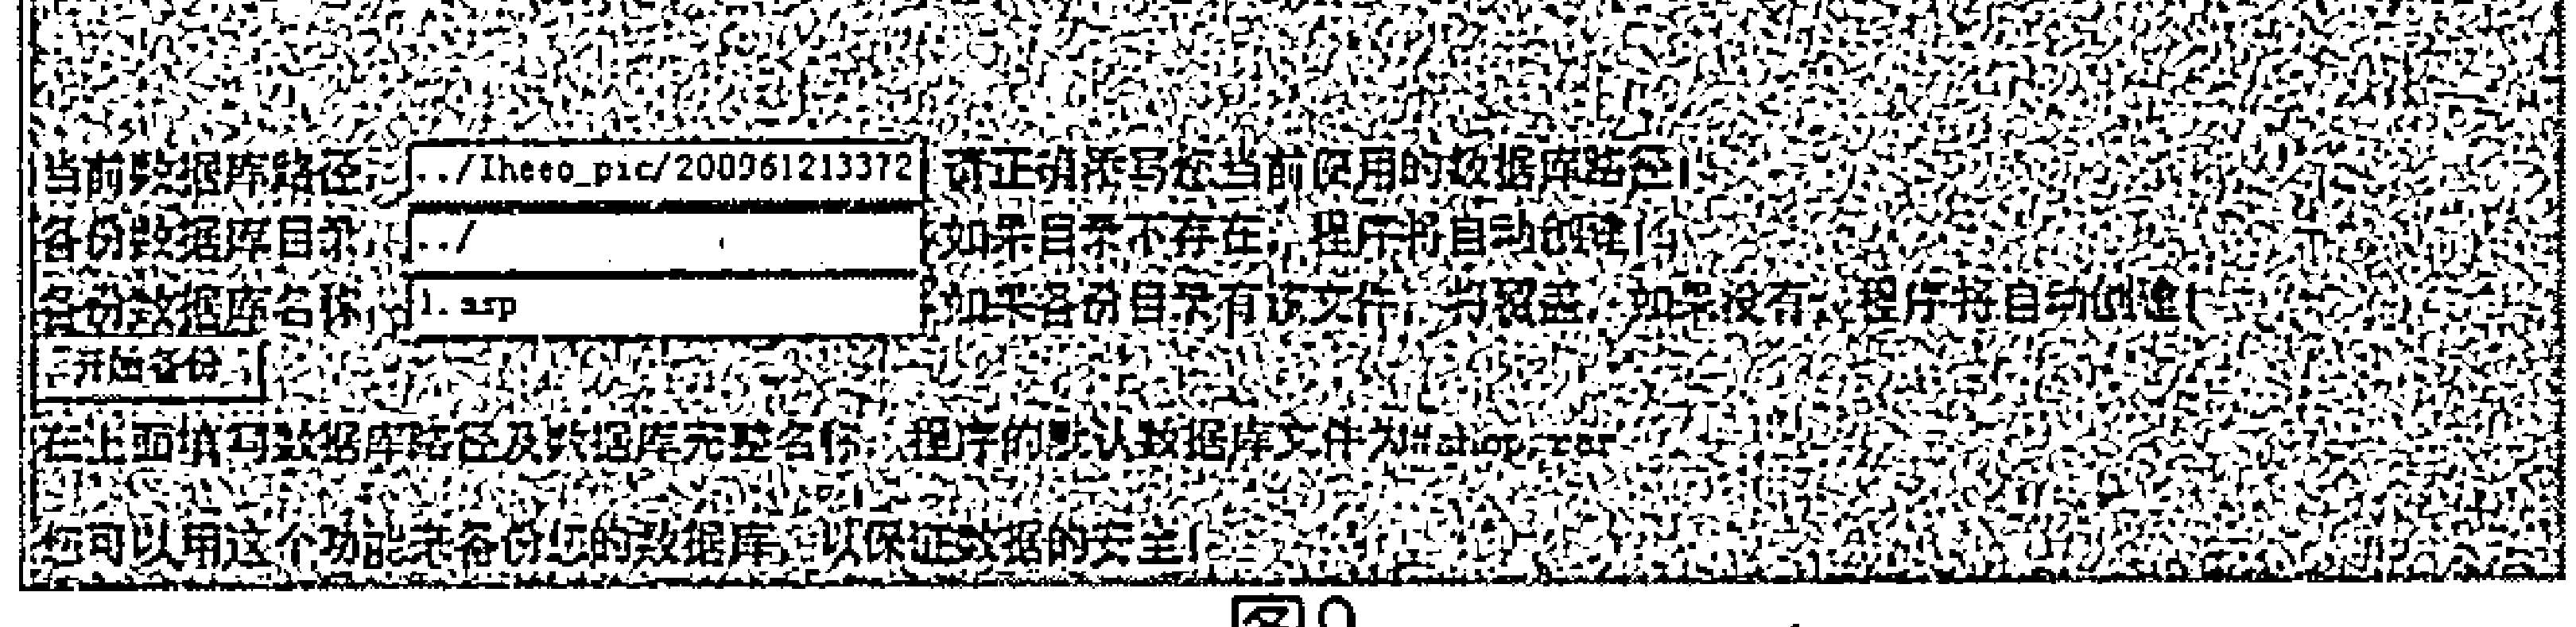 当前数据库路径: ../Iheeo_pic/200961213372 请正确填写您当前使用的数据库路径!
备份数据库目录: ../ 如果目录不存在, 程序将自动创建!
备份数据库名称: 1.asp 如果备份目录有该文件, 将覆盖, 如果没有, 程序将自动创建!
开始备份
在上面填写数据库路径及数据库完整名称, 程序的默认数据库文件为#shop.rar
您可以用这个功能来备份您的数据库, 以保证数据的安全!